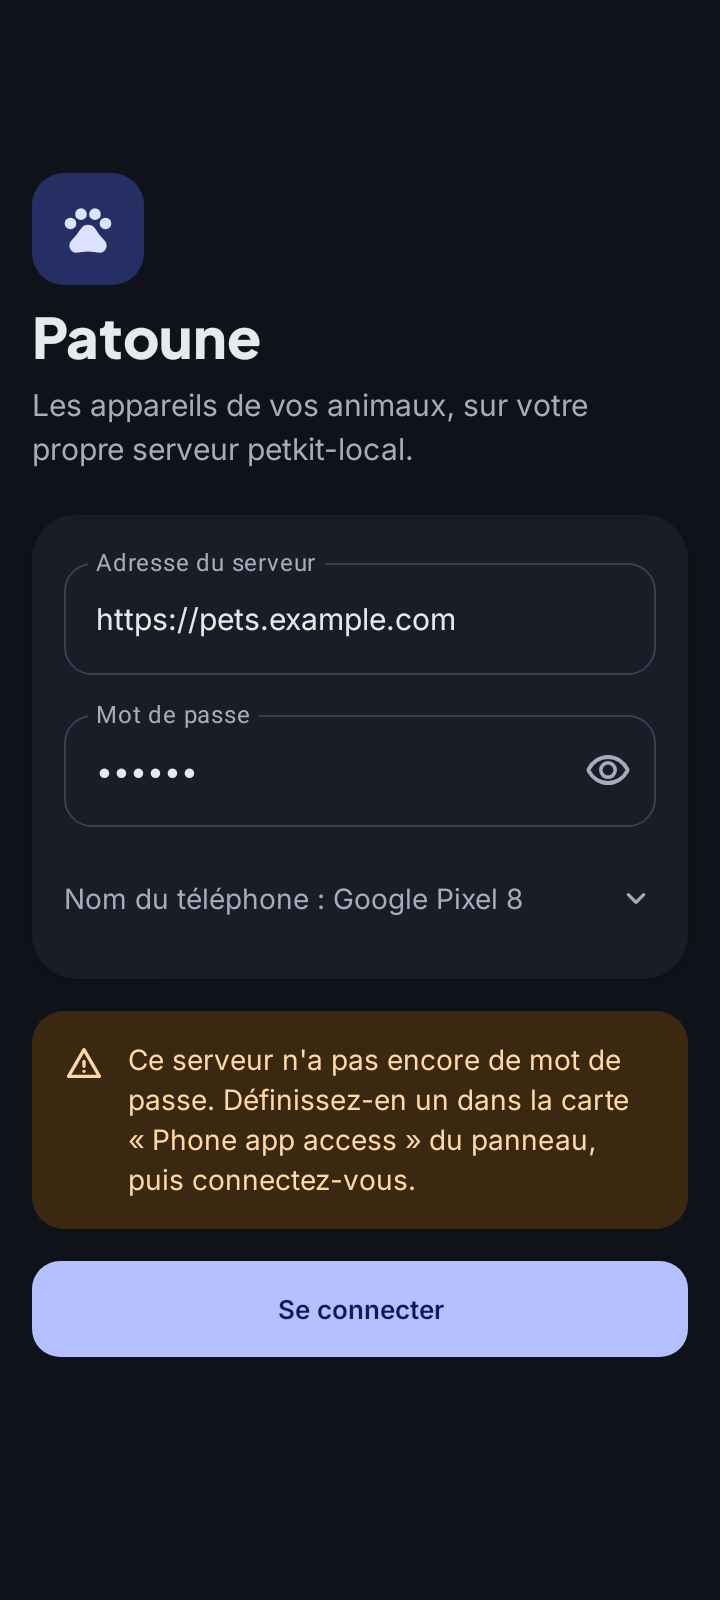 Patoune
Les appareils de vos animaux, sur votre
propre serveur petkit-local.
Adresse du serveur
https://pets.example.com
Mot de passe
••••••
Nom du téléphone : Google Pixel 8
Ce serveur n'a pas encore de mot de
passe. Définissez-en un dans la carte
« Phone app access » du panneau,
puis connectez-vous.
Se connecter